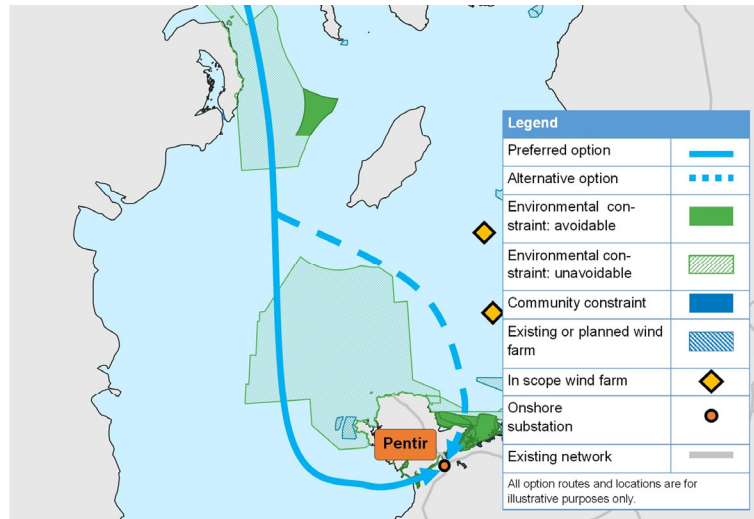 Pentir
Legend
Preferred option
Alternative option
Environmental con-
straint: avoidable
Environmental con-
straint: unavoidable
Community constraint
Existing or planned wind
farm
In scope wind farm
Onshore
substation
Existing network
All option routes and locations are for
illustrative purposes only.